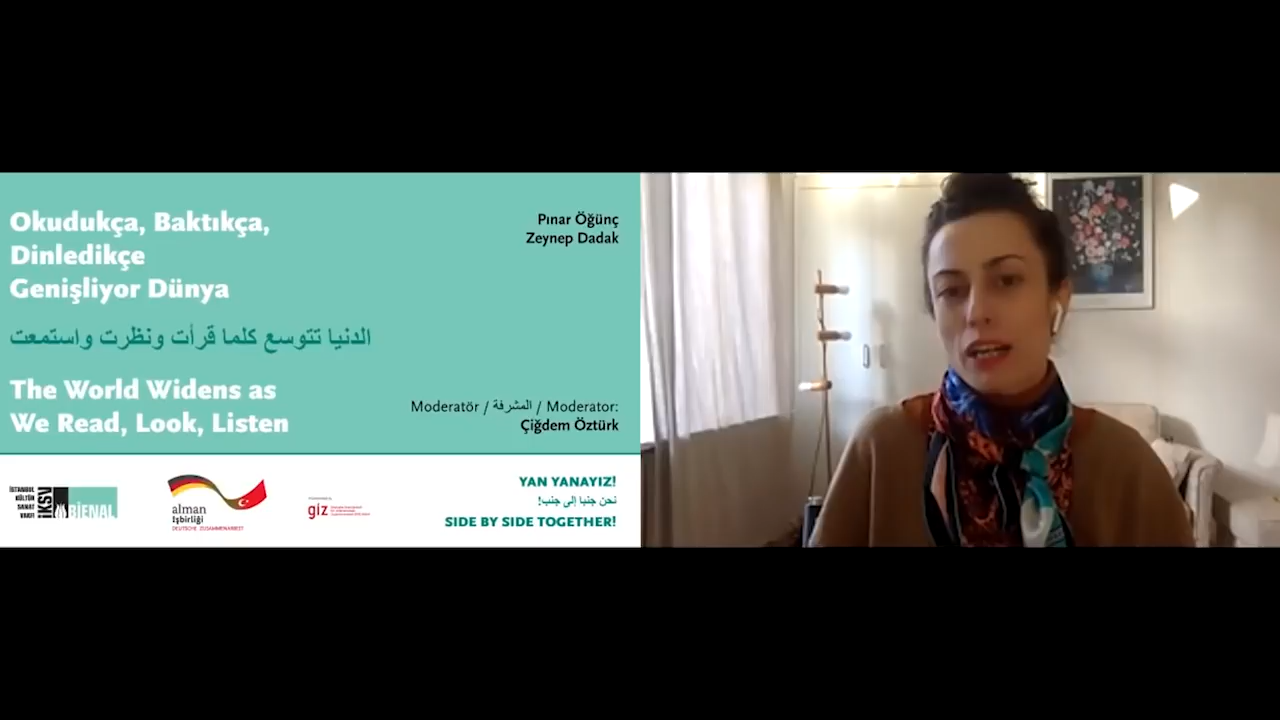 Okudukça, Baktıkça,
Dinledikçe
Genişliyor Dünya
الدنيا تتوسع كلما قرأت ونظرت واستمعت
The World Widens as
We Read, Look, Listen
Pınar Öğünç
Zeynep Dadak
Moderatör / المشرفة / Moderator:
Çiğdem Öztürk
İSTANBUL
KÜLTÜR
SANAT
VAKFI
İKSV
BİENAL
alman
işbirliği
DEUTSCHE ZUSAMMENARBEIT
giz
YAN YANAYIZ!
نحن جنبا إلى جنب!
SIDE BY SIDE TOGETHER!